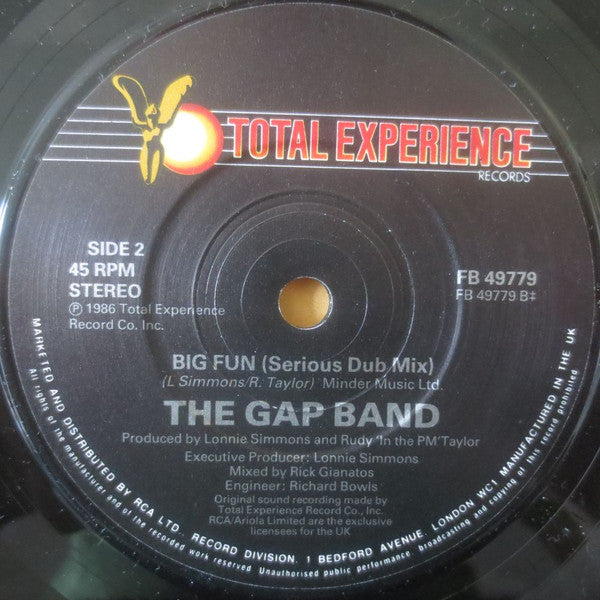 TOTAL EXPERIENCE
RECORDS
SIDE 2
45 RPM
STEREO
℗ 1986 Total Experience
Record Co. Inc.
FB 49779
FB 49779 B‡
BIG FUN (Serious Dub Mix)
(L Simmons/R. Taylor) Minder Music Ltd.
THE GAP BAND
Produced by Lonnie Simmons and Rudy 'In the PM' Taylor
Executive Producer: Lonnie Simmons
Mixed by Rick Gianatos
Engineer: Richard Bowls
Original sound recording made by
Total Experience Record Co., Inc.
RCA/Ariola Limited are the exclusive
licensees for the UK
MARKETED AND DISTRIBUTED BY RCA LTD. RECORD DIVISION. 1 BEDFORD AVENUE. LONDON WC1 MANUFACTURED IN THE UK
All rights of the manufacturer and of the owner of the recorded work reserved Unauthorised public performance, broadcasting and copying of this record prohibited